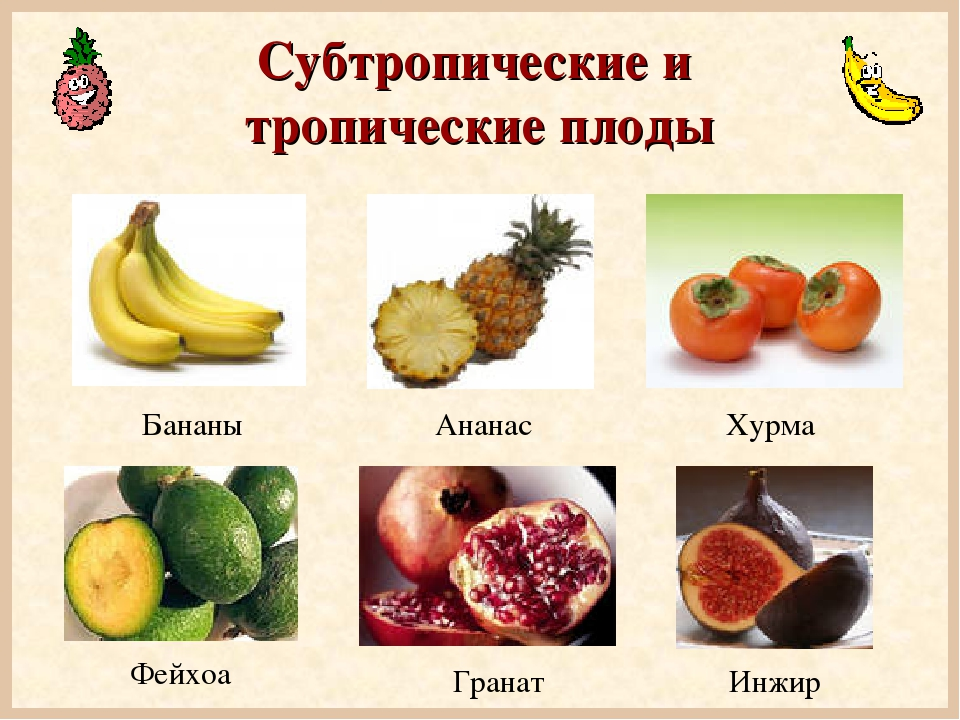 Субтропические и
тропические плоды
Бананы
Ананас
Хурма
Фейхоа
Гранат
Инжир